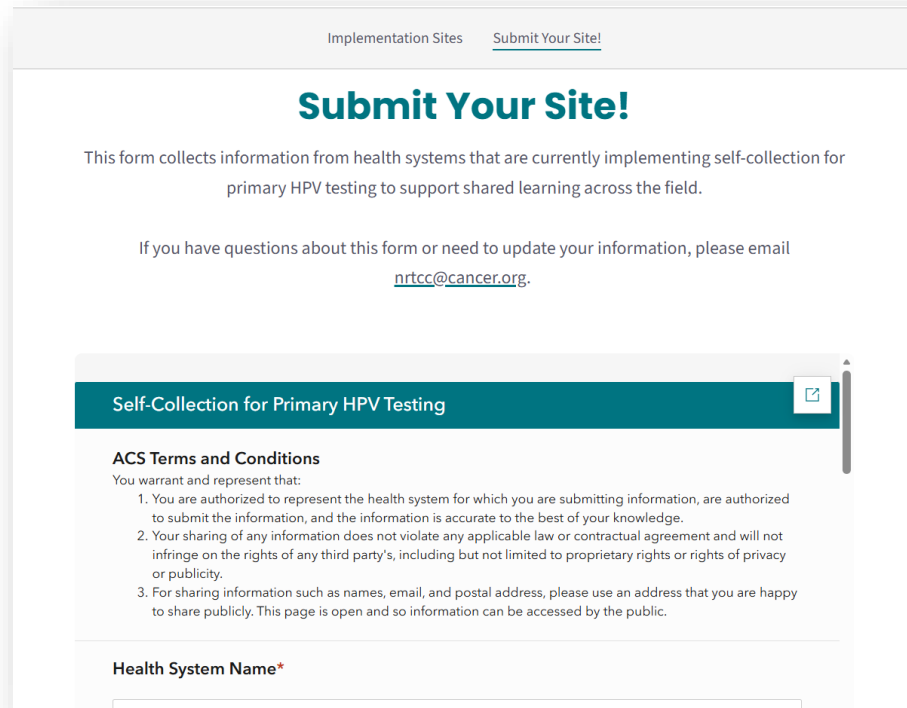 Implementation Sites Submit Your Site!
Submit Your Site!
This form collects information from health systems that are currently implementing self-collection for
primary HPV testing to support shared learning across the field.
If you have questions about this form or need to update your information, please email
nrtcc@cancer.org.
Self-Collection for Primary HPV Testing
ACS Terms and Conditions
You warrant and represent that:
1. You are authorized to represent the health system for which you are submitting information, are authorized
to submit the information, and the information is accurate to the best of your knowledge.
2. Your sharing of any information does not violate any applicable law or contractual agreement and will not
infringe on the rights of any third party's, including but not limited to proprietary rights or rights of privacy
or publicity.
3. For sharing information such as names, email, and postal address, please use an address that you are happy
to share publicly. This page is open and so information can be accessed by the public.
Health System Name*